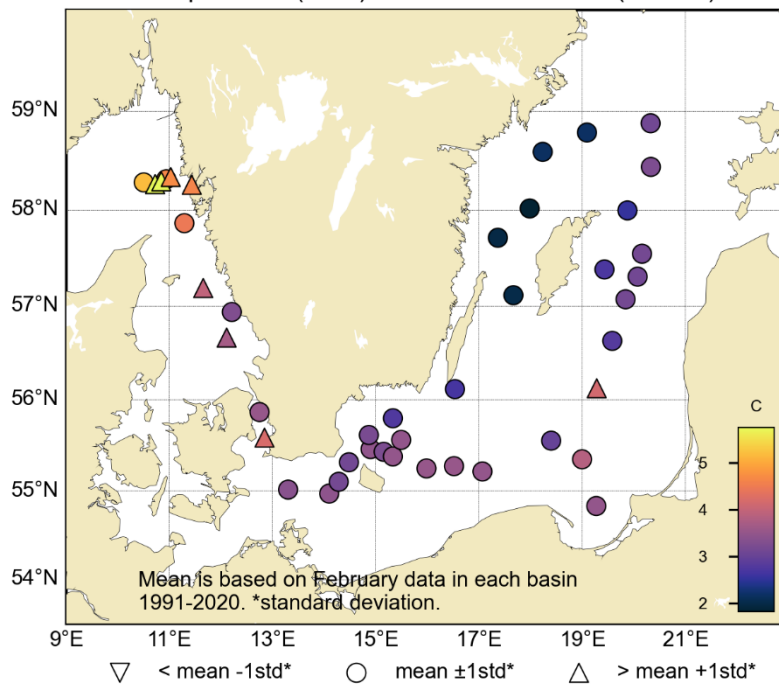 59°N
58°N
57°N
56°N
55°N
54°N
C
5
4
3
2
Mean is based on February data in each basin
1991-2020. *standard deviation.
9°E 11°E 13°E 15°E 17°E 19°E 21°E
▽ < mean -1std* ○ mean ±1std* △ > mean +1std*